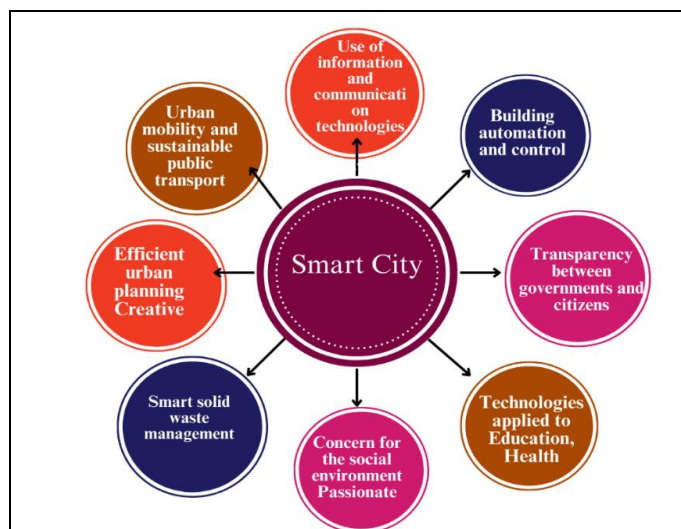 Use of
information
and
communicati
on
technologies
Urban
mobility and
sustainable
public
transport
Building
automation
and control
Smart City
Efficient
urban
planning
Creative
Transparency
between
governments and
citizens
Smart solid
waste
management
Technologies
applied to
Education,
Health
Concern for
the social
environment
Passionate